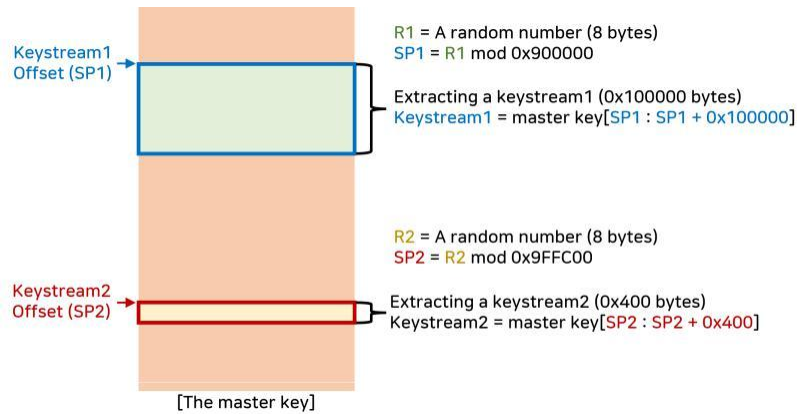 R1 = A random number (8 bytes)
Keystream1
Offset (SP1)
SP1 = R1 mod 0x900000
Extracting a keystream1 (0x100000 bytes)
Keystream1 = master key[SP1 : SP1 + 0x100000]
R2 = A random number (8 bytes)
SP2 = R2 mod 0x9FFC00
Keystream2
Offset (SP2)
Extracting a keystream2 (0x400 bytes)
Keystream2 = master key[SP2 : SP2 + 0x400]
[The master key]